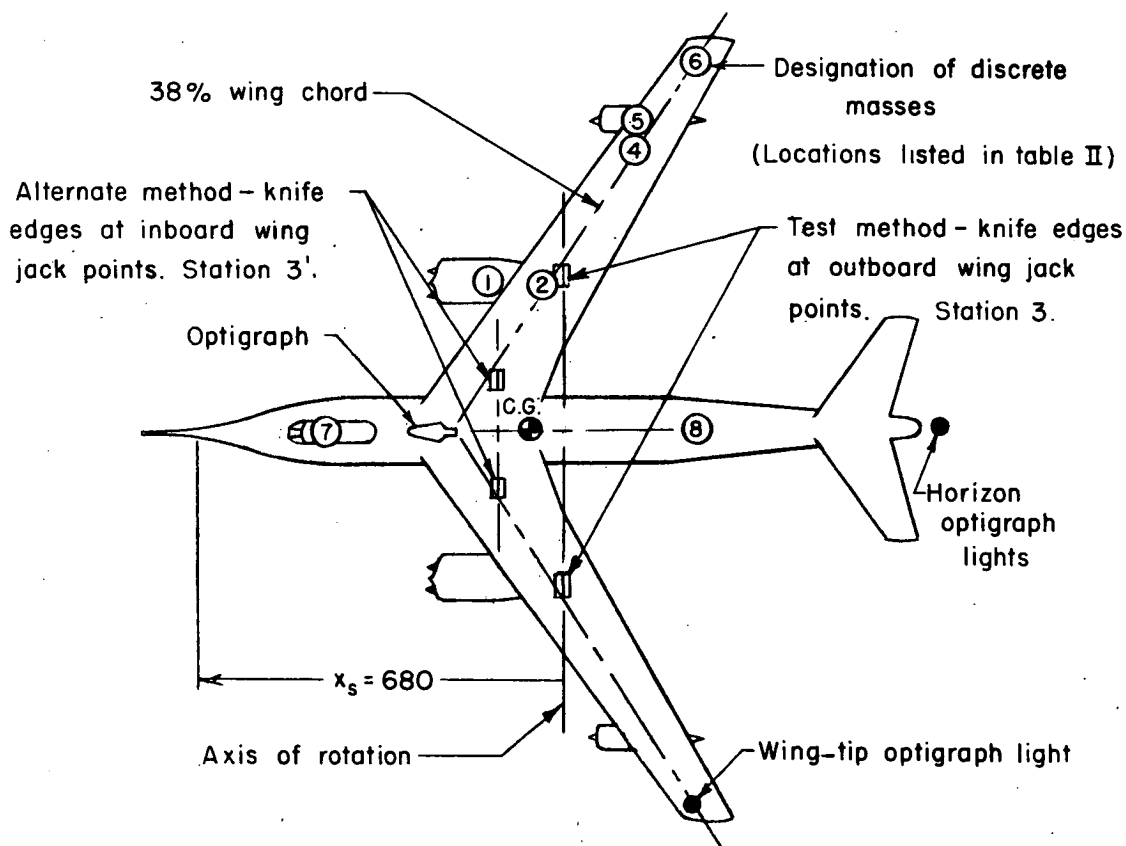 38% wing chord
Designation of discrete
masses
(Locations listed in table II)
Alternate method – knife
edges at inboard wing
jack points. Station 3'.
Test method – knife edges
at outboard wing jack
points. Station 3.
Optigraph
C.G.
Horizon
optigraph
lights
x_s = 680
Axis of rotation
Wing-tip optigraph light
1
2
4
5
6
7
8